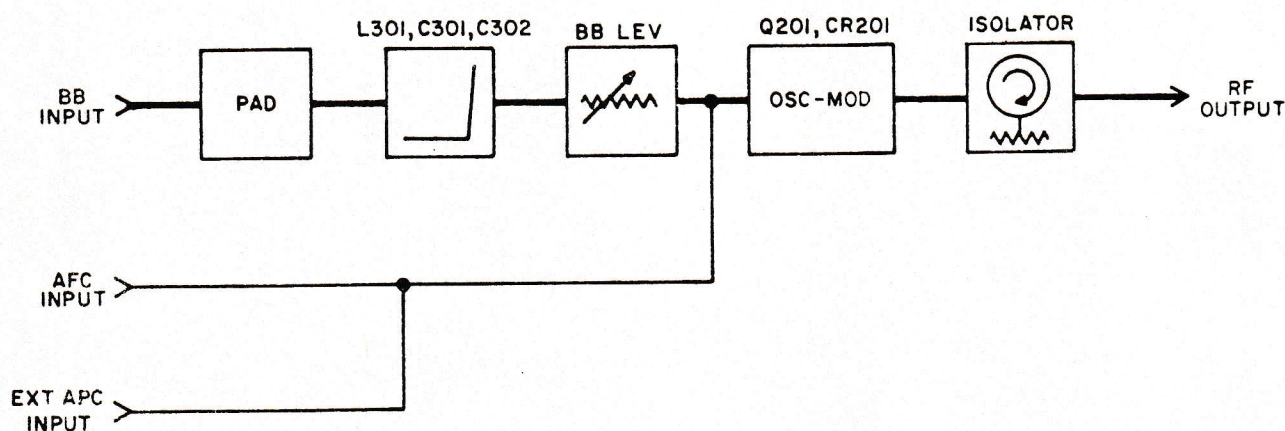 L301, C301, C302
BB LEV
Q201, CR201
ISOLATOR
BB
INPUT
PAD
OSC-MOD
RF
OUTPUT
AFC
INPUT
EXT APC
INPUT